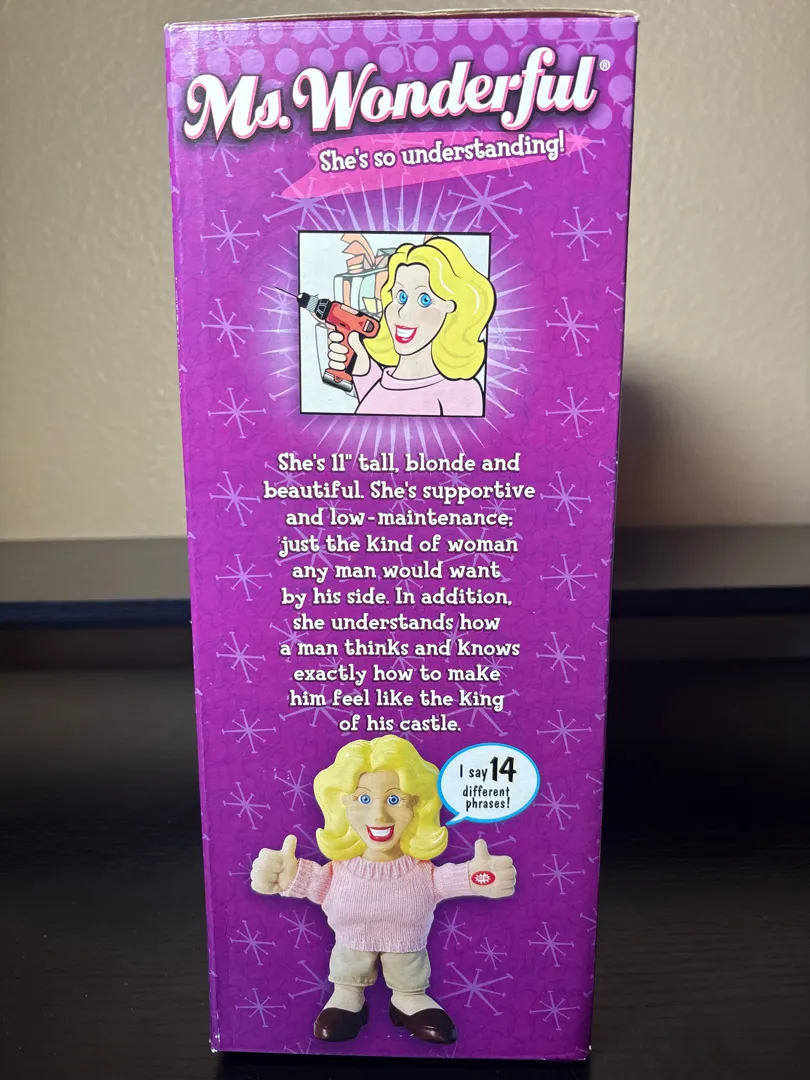 Ms. Wonderful®
She's so understanding!
She's 11" tall, blonde and
beautiful. She's supportive
and low-maintenance;
just the kind of woman
any man would want
by his side. In addition,
she understands how
a man thinks and knows
exactly how to make
him feel like the king
of his castle.
I say 14
different
phrases!